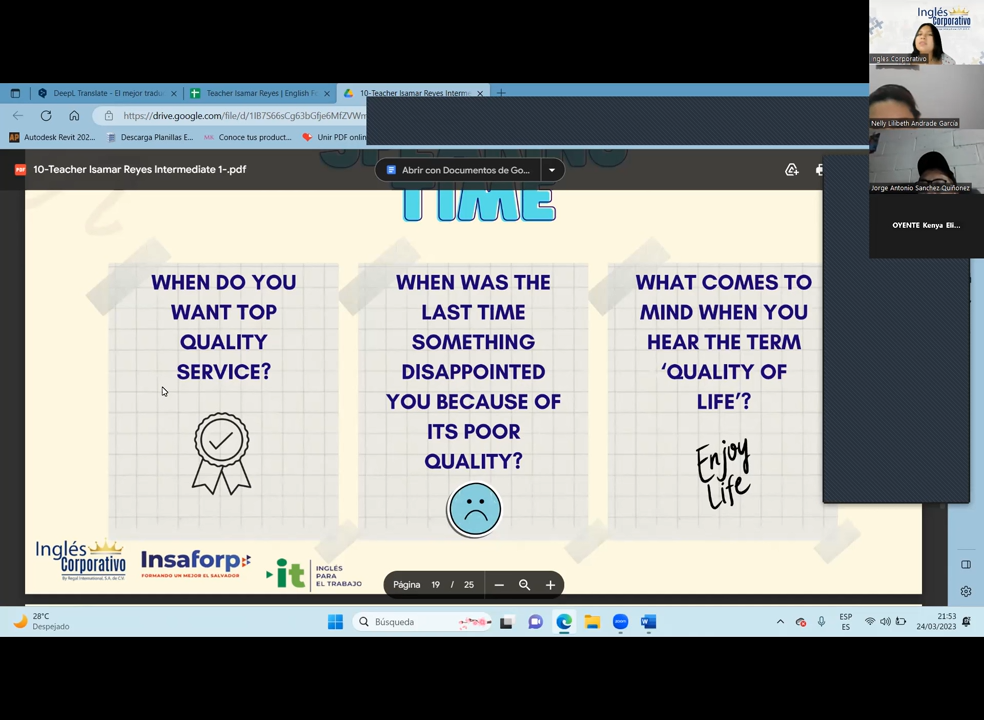 Inglés
Corporativo
Ingles Corporativo
Nelly Lilibeth Andrade García
Jorge Antonio Sanchez Quiñonez
OYENTE Kenya Eli...
DeepL Translate - El mejor tradu
Teacher Isamar Reyes | English Fi
10-Teacher Isamar Reyes Interme
https://drive.google.com/file/d/
Autodesk Revit 202...
Descarga Planillas E...
Conoce tus product...
Unir PDF onlin
10-Teacher Isamar Reyes Intermediate 1-.pdf
Abrir con Documentos de Go...
SPEAKING
TIME
WHEN DO YOU
WANT TOP
QUALITY
SERVICE?
WHEN WAS THE
LAST TIME
SOMETHING
DISAPPOINTED
YOU BECAUSE OF
ITS POOR
QUALITY?
WHAT COMES TO
MIND WHEN YOU
HEAR THE TERM
‘QUALITY OF
LIFE’?
Enjoy
Life
Inglés
Corporativo
By Regal International, S.A. de C.V.
Insaforp
FORMANDO UN MEJOR EL SALVADOR
it
INGLÉS
PARA
EL TRABAJO
Página 19 / 25
28°C
Despejado
Búsqueda
ESP
ES
21:53
24/03/2023